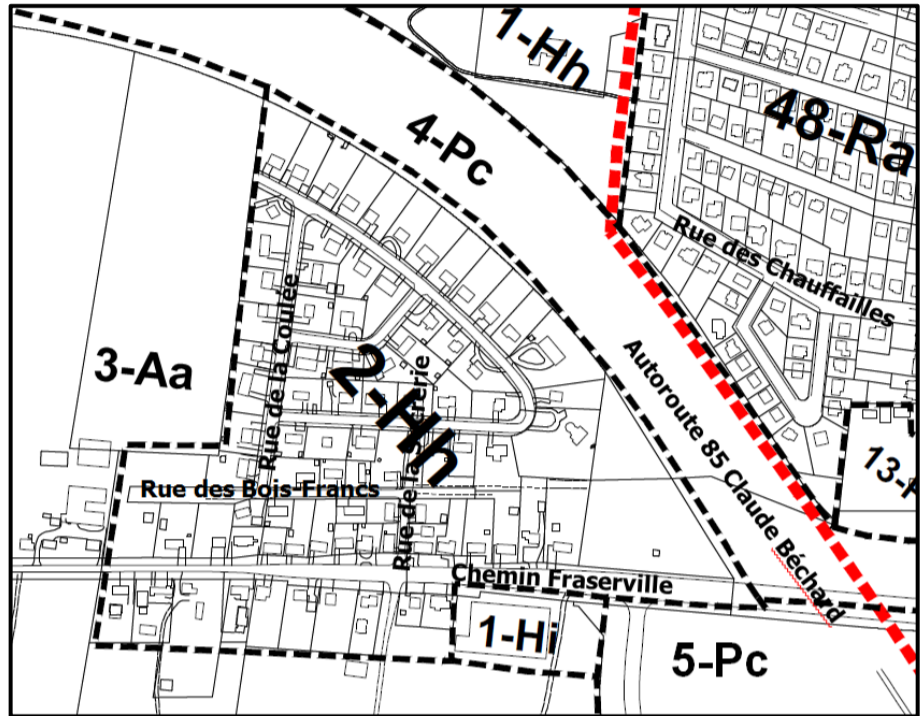 1-Hh
48-Ra
4-Pc
Rue des Chauffailles
Rue de la Coulée
3-Aa
2-Hh
Rue de la
Autoroute 85 Claude Béchard
13-
Rue des Bois-Francs
Chemin Fraserville
1-Hi
5-Pc